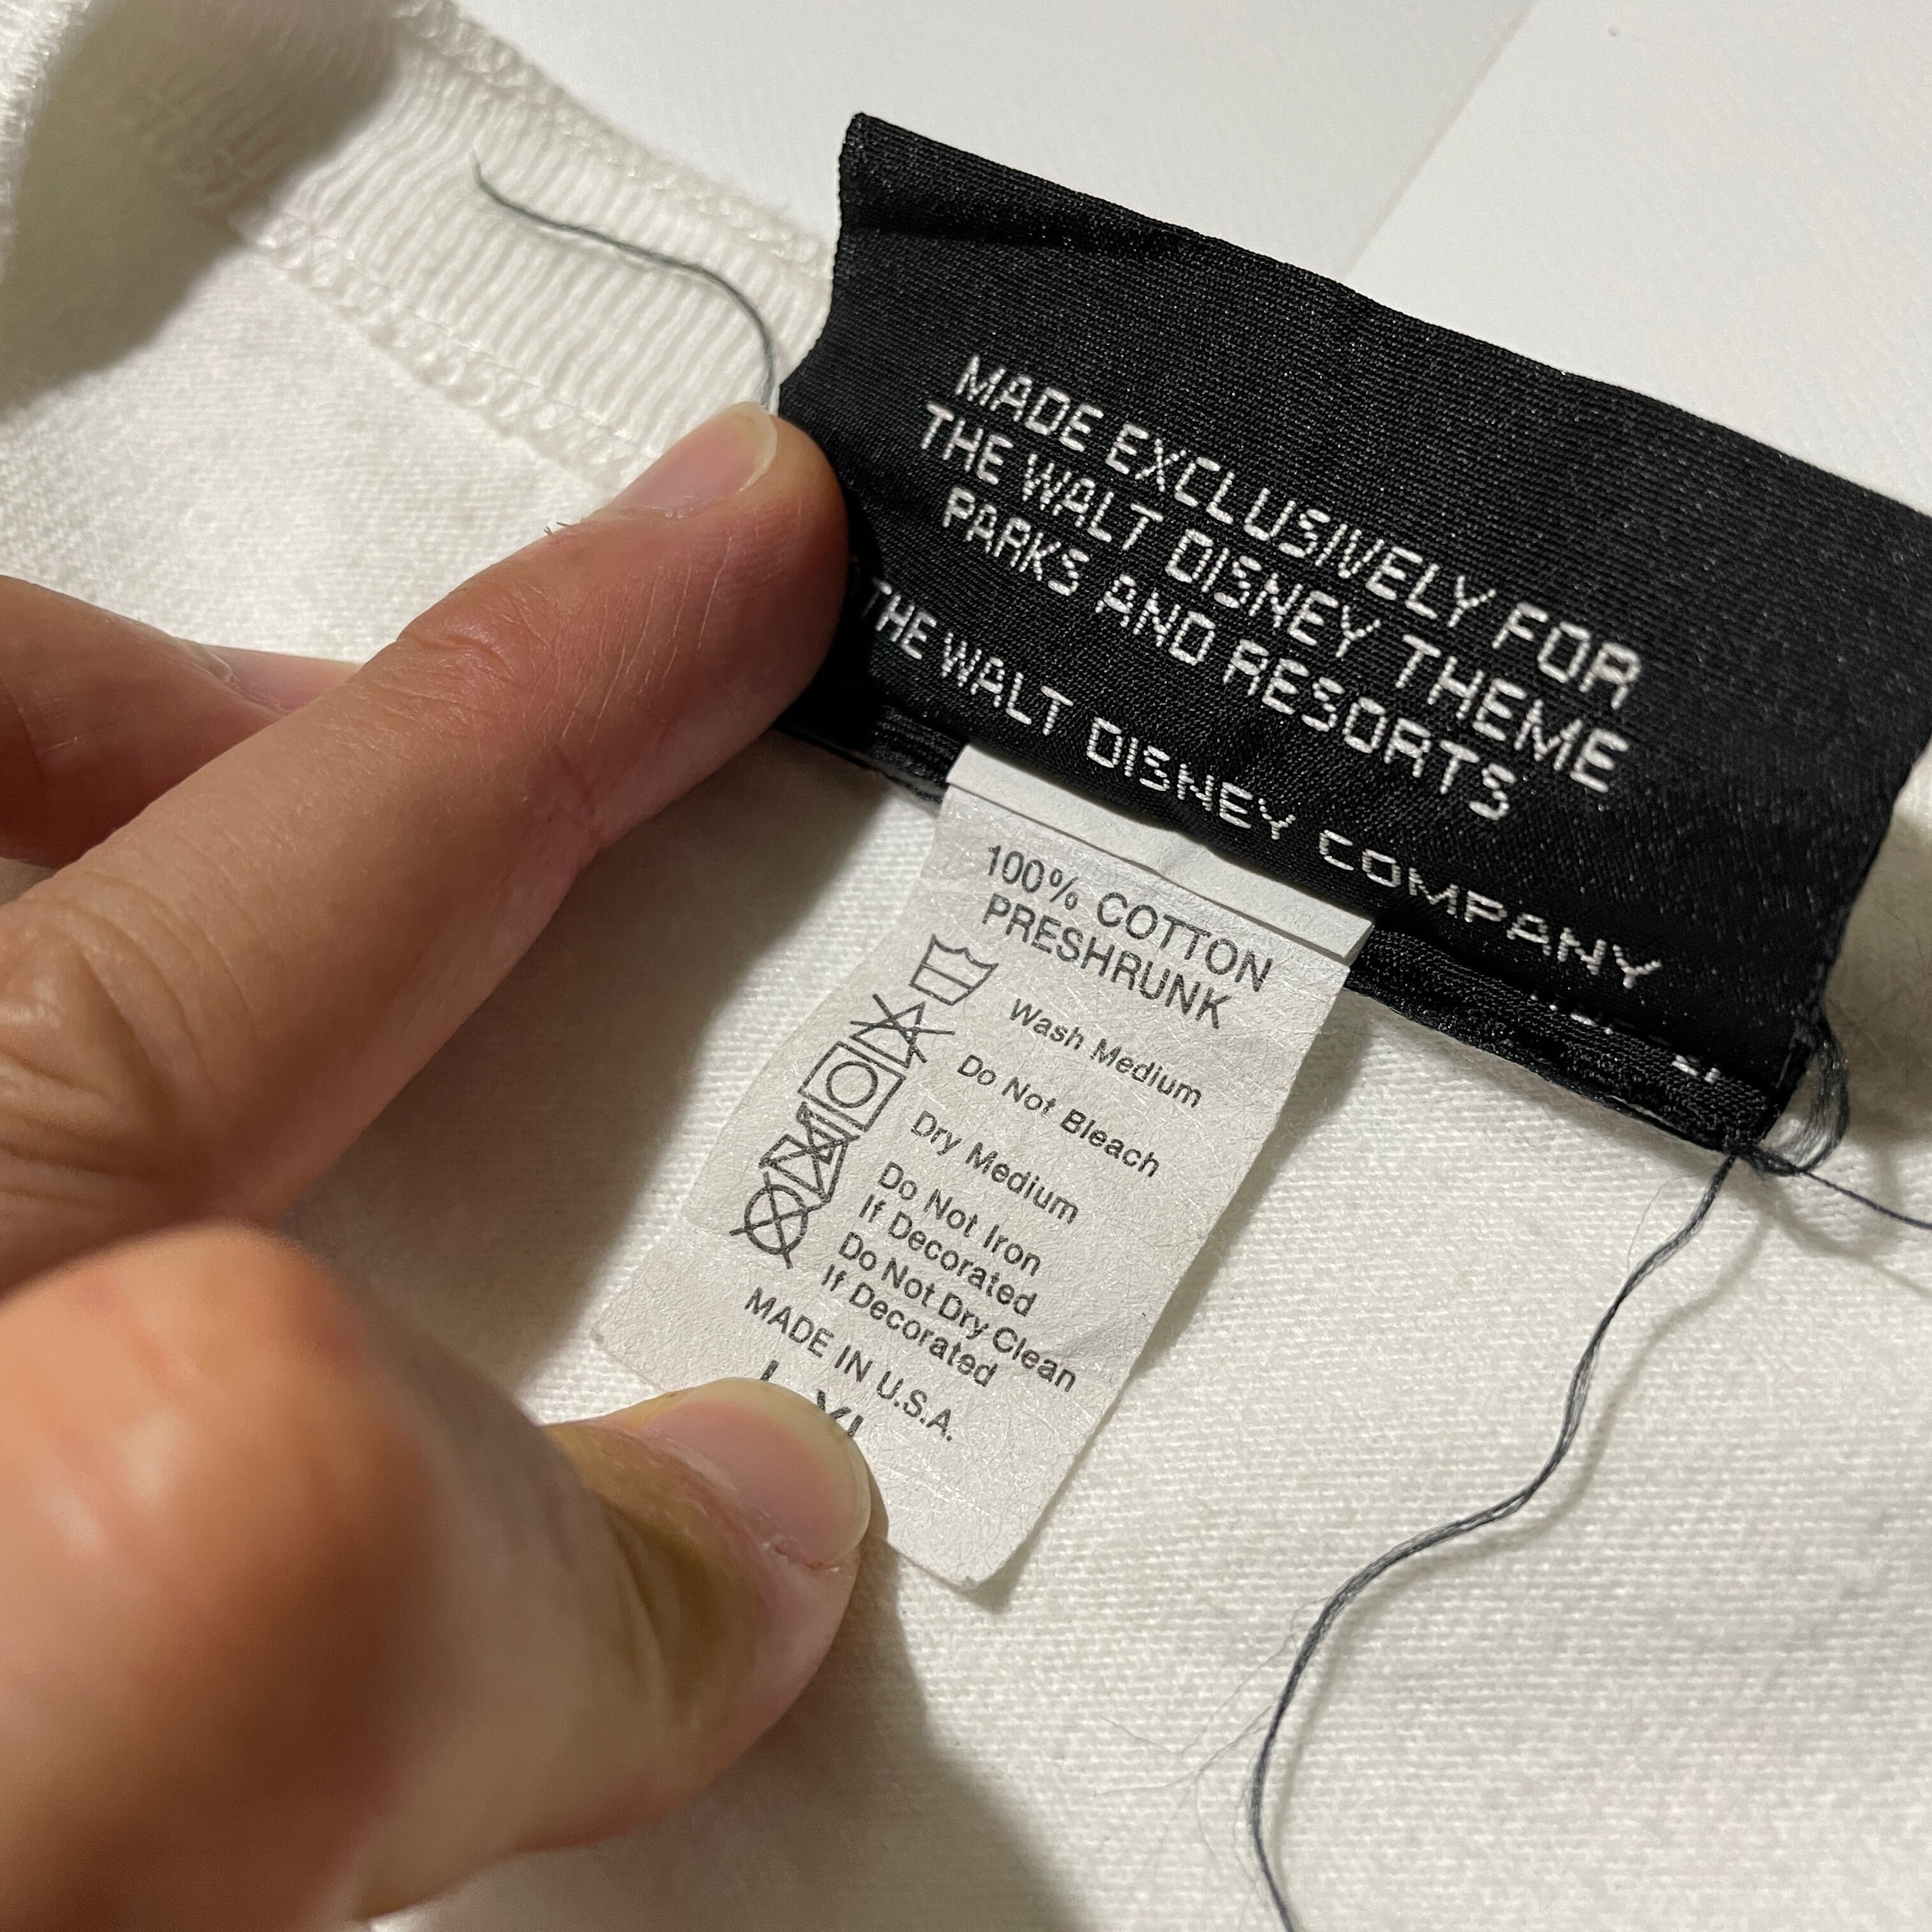 MADE EXCLUSIVELY FOR
THE WALT DISNEY THEME
PARKS AND RESORTS
THE WALT DISNEY COMPANY
100% COTTON
PRESHRUNK
Wash Medium
Do Not Bleach
Dry Medium
Do Not Iron
If Decorated
Do Not Dry Clean
If Decorated
MADE IN U.S.A.